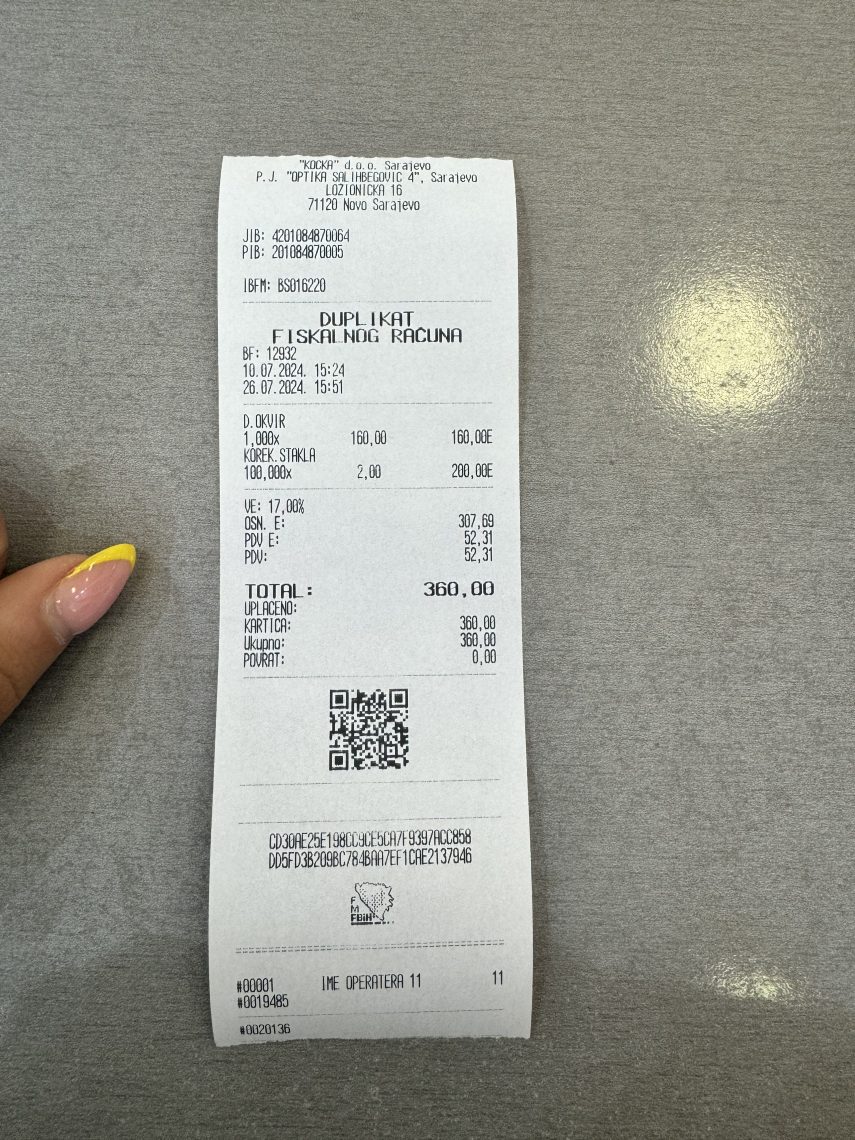 "KOCKA" d.o.o. Sarajevo
P.J. "OPTIKA SALIHBEGOVIC 4", Sarajevo
LOZIONICKA 16
71120 Novo Sarajevo
JIB: 4201084870064
PIB: 201084870005
IBFM: BS016220
DUPLIKAT
FISKALNOG RAČUNA
BF: 12932
10.07.2024. 15:24
26.07.2024. 15:51
D.OKVIR
1,000x 160,00 160,00E
KOREK.STAKLA
100,000x 2,00 200,00E
VE: 17,00%
OSN. E: 307,69
PDV E: 52,31
PDV: 52,31
TOTAL: 360,00
UPLAĆENO:
KARTICA: 360,00
Ukupno: 360,00
POVRAT: 0,00
CD30AE25E198CC9CE5CA7F9397ACC858
DD5FD3B209BC784BAA7EF1CAE2137946
F
M
FBiH
#00001 IME OPERATERA 11 11
#0019485
#0020136